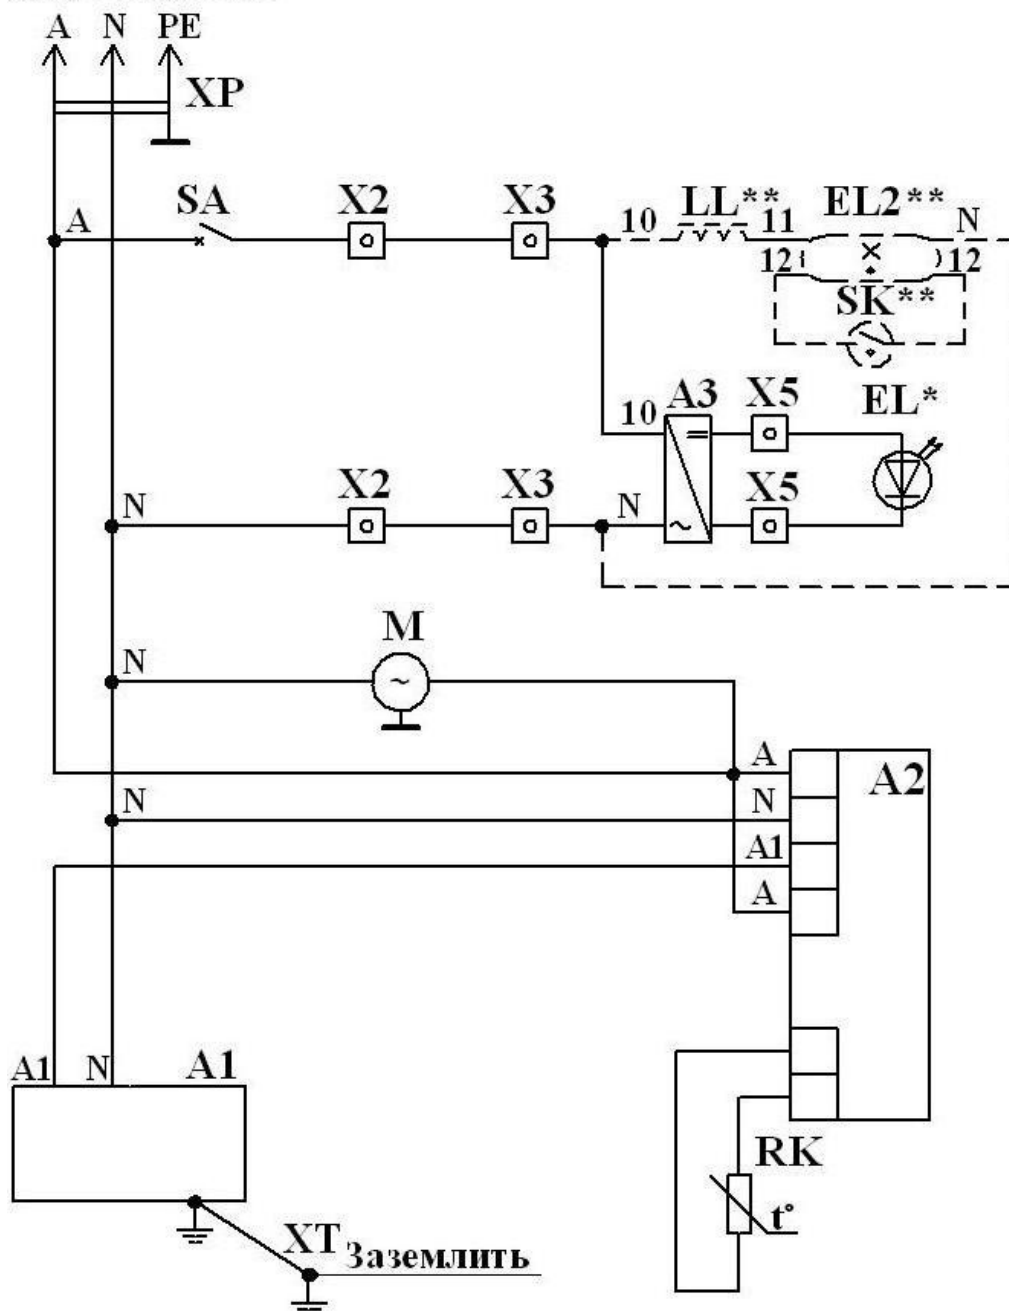 A N PE
XP
A SA X2 X3 10 LL** 11 EL2** N
12 12
SK**
10 A3 X5 EL*
N X2 X3 N X5
~
M
N
~
A A2
N N
A1
A
A1 N A1
RK
t°
XT Заземлить